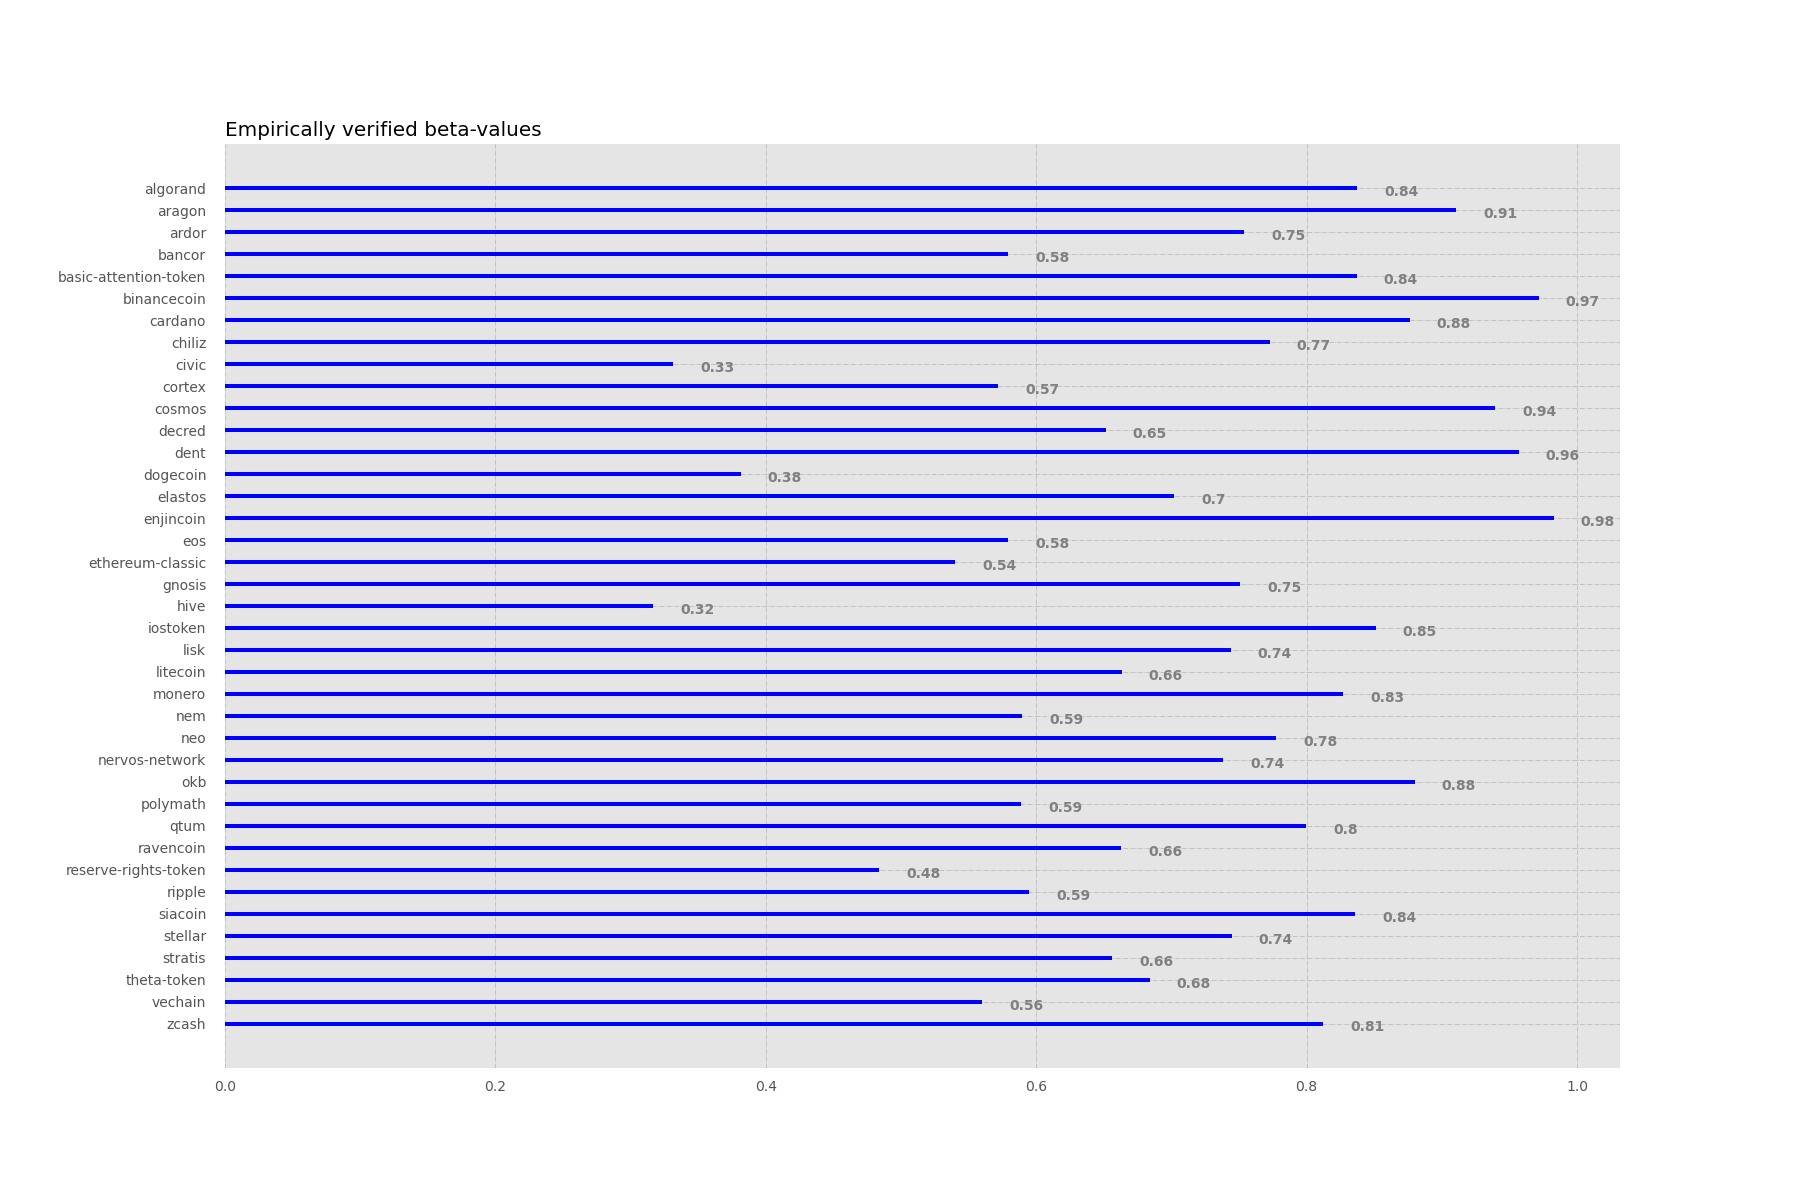 Empirically verified beta-values
algorand 0.84
aragon 0.91
ardor 0.75
bancor 0.58
basic-attention-token 0.84
binancecoin 0.97
cardano 0.88
chiliz 0.77
civic 0.33
cortex 0.57
cosmos 0.94
decred 0.65
dent 0.96
dogecoin 0.38
elastos 0.7
enjincoin 0.98
eos 0.58
ethereum-classic 0.54
gnosis 0.75
hive 0.32
iostoken 0.85
lisk 0.74
litecoin 0.66
monero 0.83
nem 0.59
neo 0.78
nervos-network 0.74
okb 0.88
polymath 0.59
qtum 0.8
ravencoin 0.66
reserve-rights-token 0.48
ripple 0.59
siacoin 0.84
stellar 0.74
stratis 0.66
theta-token 0.68
vechain 0.56
zcash 0.81
0.0 0.2 0.4 0.6 0.8 1.0